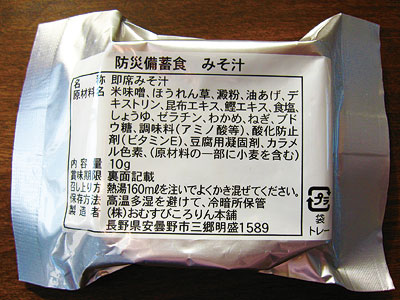 防災備蓄食　みそ汁
名　称 即席みそ汁
原材料名 米味噌、ほうれん草、澱粉、油あげ、デ
キストリン、昆布エキス、鰹エキス、食塩、
しょうゆ、ゼラチン、わかめ、ねぎ、ブ
ドウ糖、調味料(アミノ酸等)、酸化防止
剤(ビタミンE)、豆腐用凝固剤、カラメ
ル色素、(原材料の一部に小麦を含む)
内容量 10g
賞味期限 裏面記載
召し上り方 熱湯160mℓを注いでよくかき混ぜてください。
保存方法 高温多湿を避けて、冷暗所保管
製造者 (株)おむすびころりん本舗
長野県安曇野市三郷明盛1589
プラ
袋
トレー